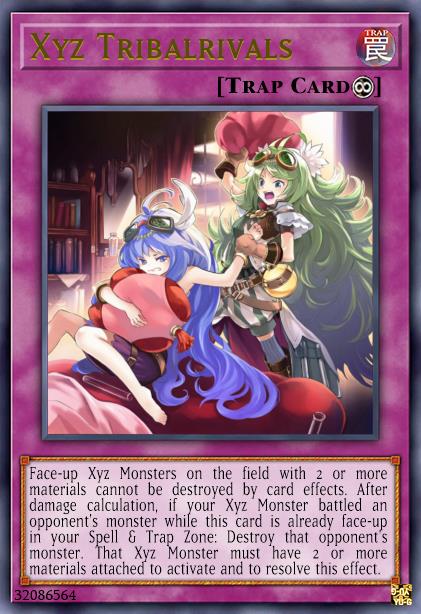 Xyz Tribalrivals
TRAP
罠
[Trap Card]
Face-up Xyz Monsters on the field with 2 or more
materials cannot be destroyed by card effects. After
damage calculation, if your Xyz Monster battled an
opponent's monster while this card is already face-up
in your Spell & Trap Zone: Destroy that opponent's
monster. That Xyz Monster must have 2 or more
materials attached to activate and to resolve this effect.
32086564